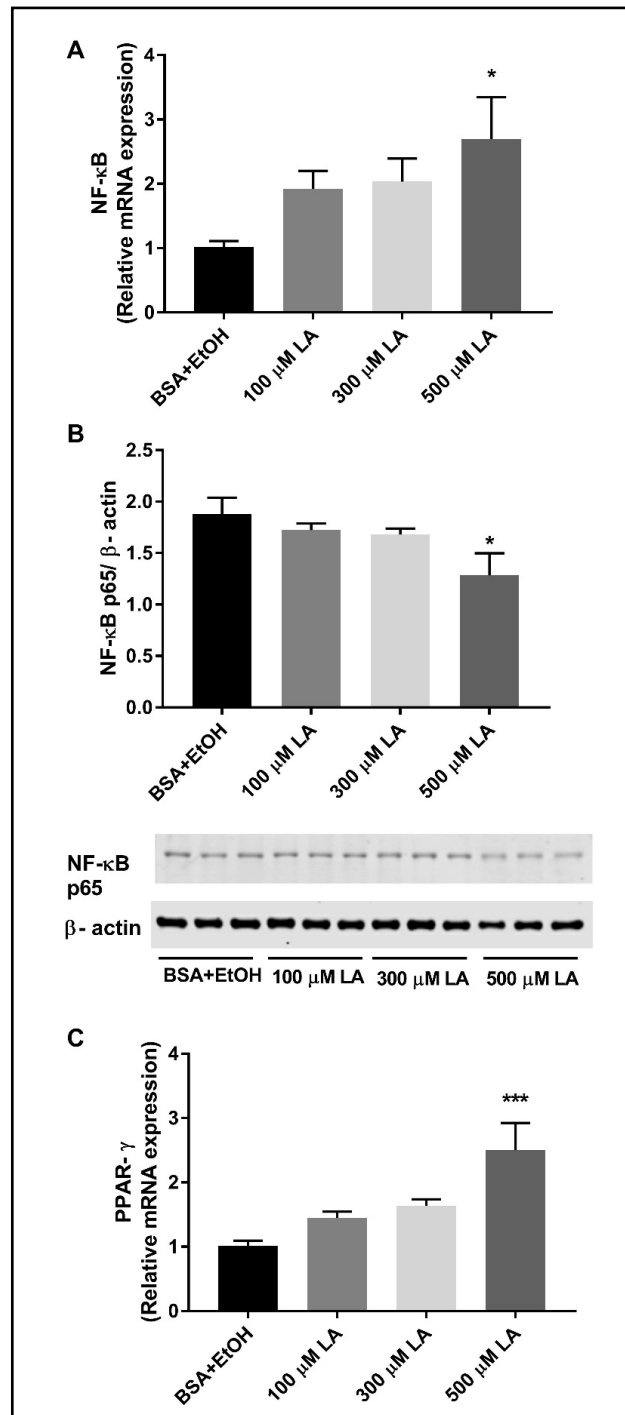 A
NF-κB
(Relative mRNA expression)
4
3
2
1
0
*
BSA+EtOH
100 μM LA
300 μM LA
500 μM LA
B
NF-κB p65/ β- actin
2.5
2.0
1.5
1.0
0.5
0.0
*
BSA+EtOH
100 μM LA
300 μM LA
500 μM LA
NF-κB
p65
β- actin
BSA+EtOH 100 μM LA 300 μM LA 500 μM LA
C
PPAR- γ
(Relative mRNA expression)
4
3
2
1
0
***
BSA+EtOH
100 μM LA
300 μM LA
500 μM LA